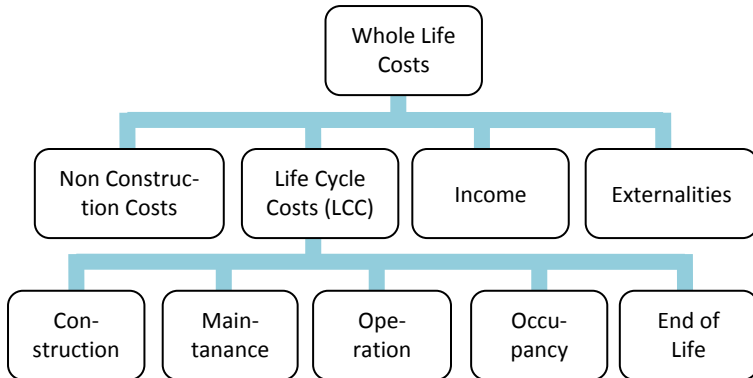 Whole Life
Costs
Non Construc-
tion Costs
Life Cycle
Costs (LCC)
Income
Externalities
Con-
struction
Main-
tanance
Ope-
ration
Occu-
pancy
End of
Life